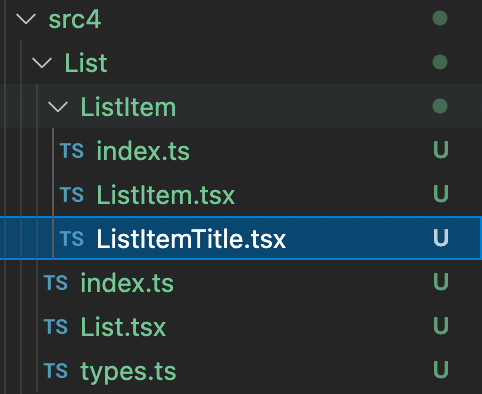 src4
List
ListItem
TS index.ts U
TS ListItem.tsx U
TS ListItemTitle.tsx U
TS index.ts U
TS List.tsx U
TS types.ts U